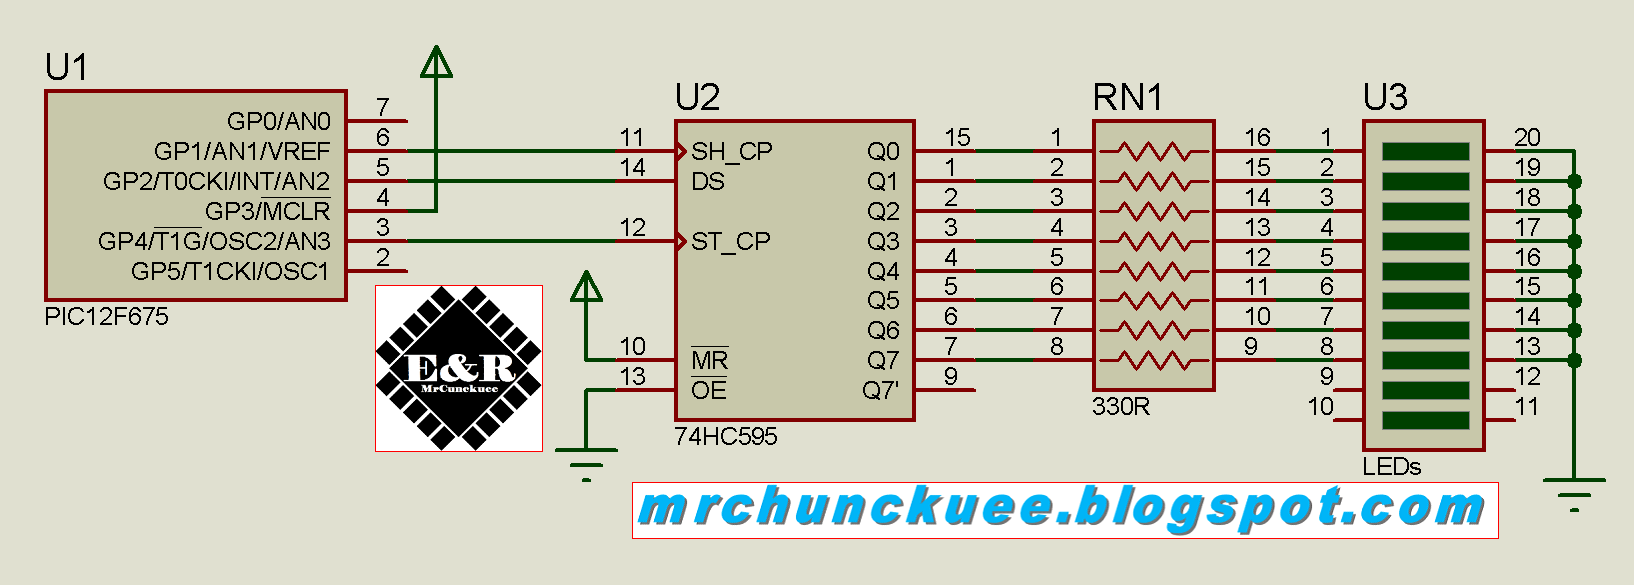 U1
GP0/AN0 7
GP1/AN1/VREF 6
GP2/T0CKI/INT/AN2 5
GP3/MCLR 4
GP4/T1G/OSC2/AN3 3
GP5/T1CKI/OSC1 2
PIC12F675
E&R
MrCunckuee
U2
11 SH_CP Q0 15
14 DS Q1 1
Q2 2
12 ST_CP Q3 3
Q4 4
Q5 5
Q6 6
10 MR Q7 7
13 OE Q7' 9
74HC595
RN1
1 16
2 15
3 14
4 13
5 12
6 11
7 10
8 9
330R
U3
1 20
2 19
3 18
4 17
5 16
6 15
7 14
8 13
9 12
10 11
LEDs
mrchunckuee.blogspot.com